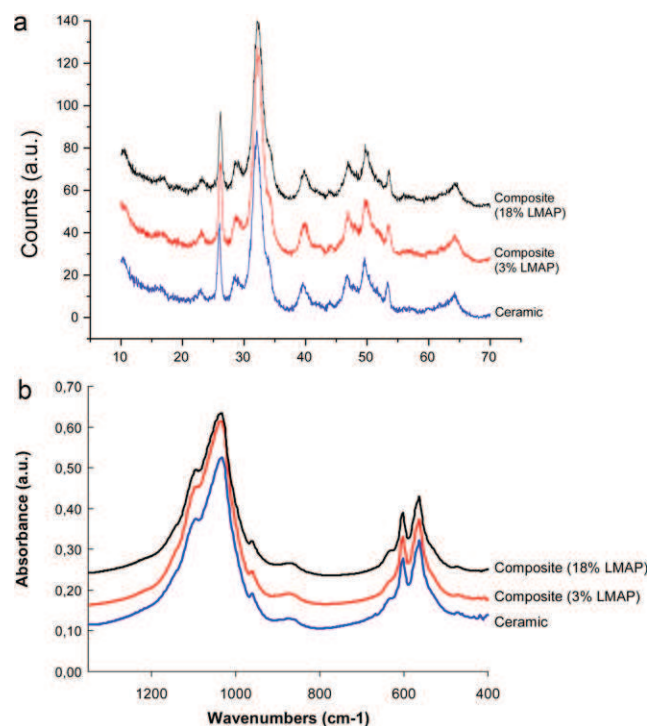 a
140
120
100
80
60
40
20
0
Counts (a.u.)
Composite
(18% LMAP)
Composite
(3% LMAP)
Ceramic
10 20 30 40 50 60 70
b
0,70
0,60
0,50
0,40
0,30
0,20
0,10
0,00
Absorbance (a.u.)
Composite (18% LMAP)
Composite (3% LMAP)
Ceramic
1200 1000 800 600 400
Wavenumbers (cm-1)